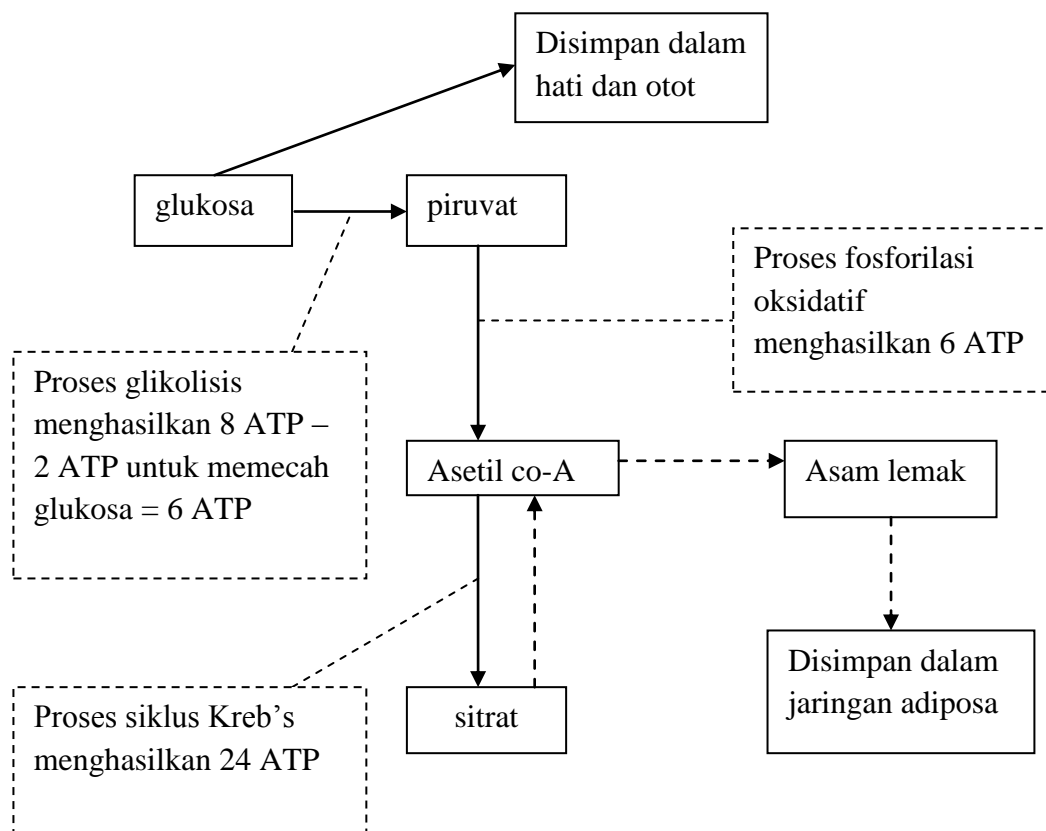 Disimpan dalam
hati dan otot
glukosa
piruvat
Proses fosforilasi
oksidatif
menghasilkan 6 ATP
Proses glikolisis
menghasilkan 8 ATP –
2 ATP untuk memecah
glukosa = 6 ATP
Asetil co-A
Asam lemak
Disimpan dalam
jaringan adiposa
Proses siklus Kreb’s
menghasilkan 24 ATP
sitrat